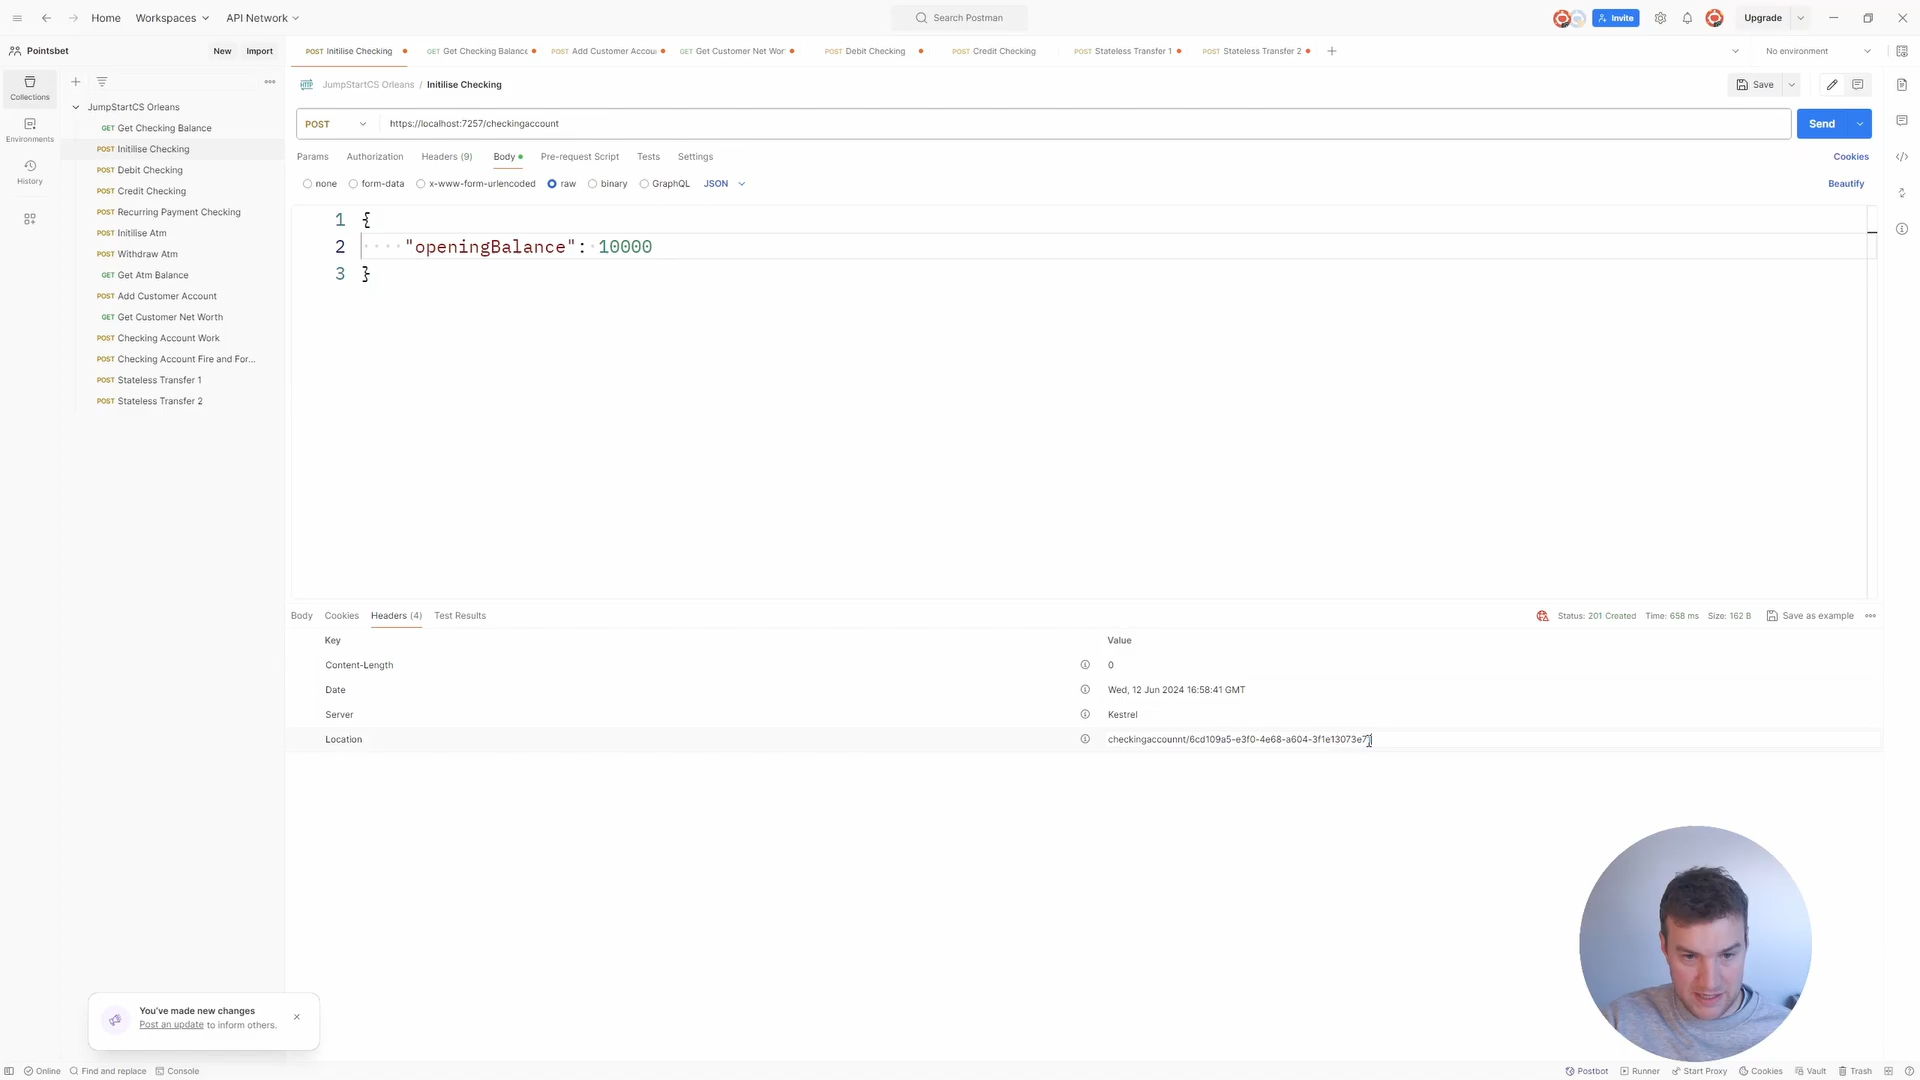 Home
Workspaces
API Network
Search Postman
Invite
Upgrade
Pointsbet
New
Import
POST Initilise Checking
GET Get Checking Balance
POST Add Customer Accou
GET Get Customer Net Wor
POST Debit Checking
POST Credit Checking
POST Stateless Transfer 1
POST Stateless Transfer 2
No environment
Collections
Environments
History
JumpStartCS Orleans
GET Get Checking Balance
POST Initilise Checking
POST Debit Checking
POST Credit Checking
POST Recurring Payment Checking
POST Initilise Atm
POST Withdraw Atm
GET Get Atm Balance
POST Add Customer Account
GET Get Customer Net Worth
POST Checking Account Work
POST Checking Account Fire and For...
POST Stateless Transfer 1
POST Stateless Transfer 2
HTTP
JumpStartCS Orleans / Initilise Checking
Save
POST
https://localhost:7257/checkingaccount
Send
Params
Authorization
Headers (9)
Body
Pre-request Script
Tests
Settings
Cookies
none
form-data
x-www-form-urlencoded
raw
binary
GraphQL
JSON
Beautify
1 {
2 "openingBalance": 10000
3 }
Body
Cookies
Headers (4)
Test Results
Status: 201 Created
Time: 658 ms
Size: 162 B
Save as example
Key
Value
Content-Length
0
Date
Wed, 12 Jun 2024 16:58:41 GMT
Server
Kestrel
Location
You've made new changes
Post an update to inform others.
Online
Find and replace
Console
Postbot
Runner
Start Proxy
Cookies
Vault
Trash